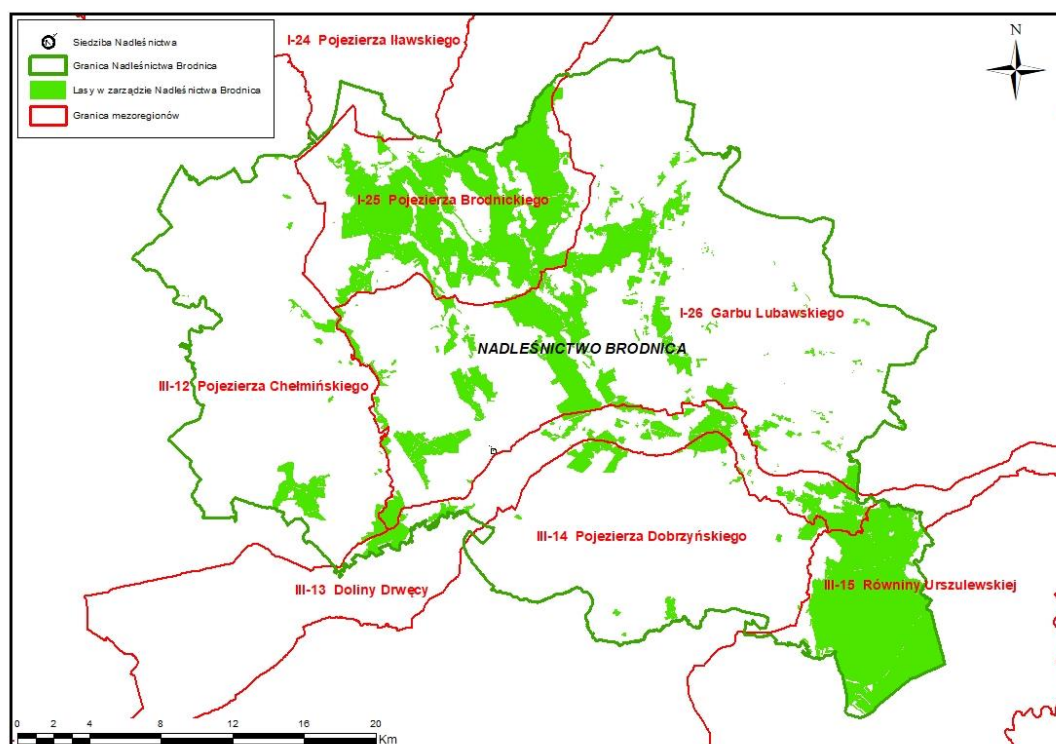 Siedziba Nadleśnictwa
Granica Nadleśnictwa Brodnica
Lasy w zarządzie Nadleśnictwa Brodnica
Granica mezoregionów
I-24 Pojezierza Iławskiego
N
I-25 Pojezierza Brodnickiego
I-26 Garbu Lubawskiego
NADLEŚNICTWO BRODNICA
III-12 Pojezierza Chełmińskiego
III-14 Pojezierza Dobrzyńskiego
III-13 Doliny Drwęcy
III-15 Równiny Urszulewskiej
0 2 4 8 12 16 20
Km